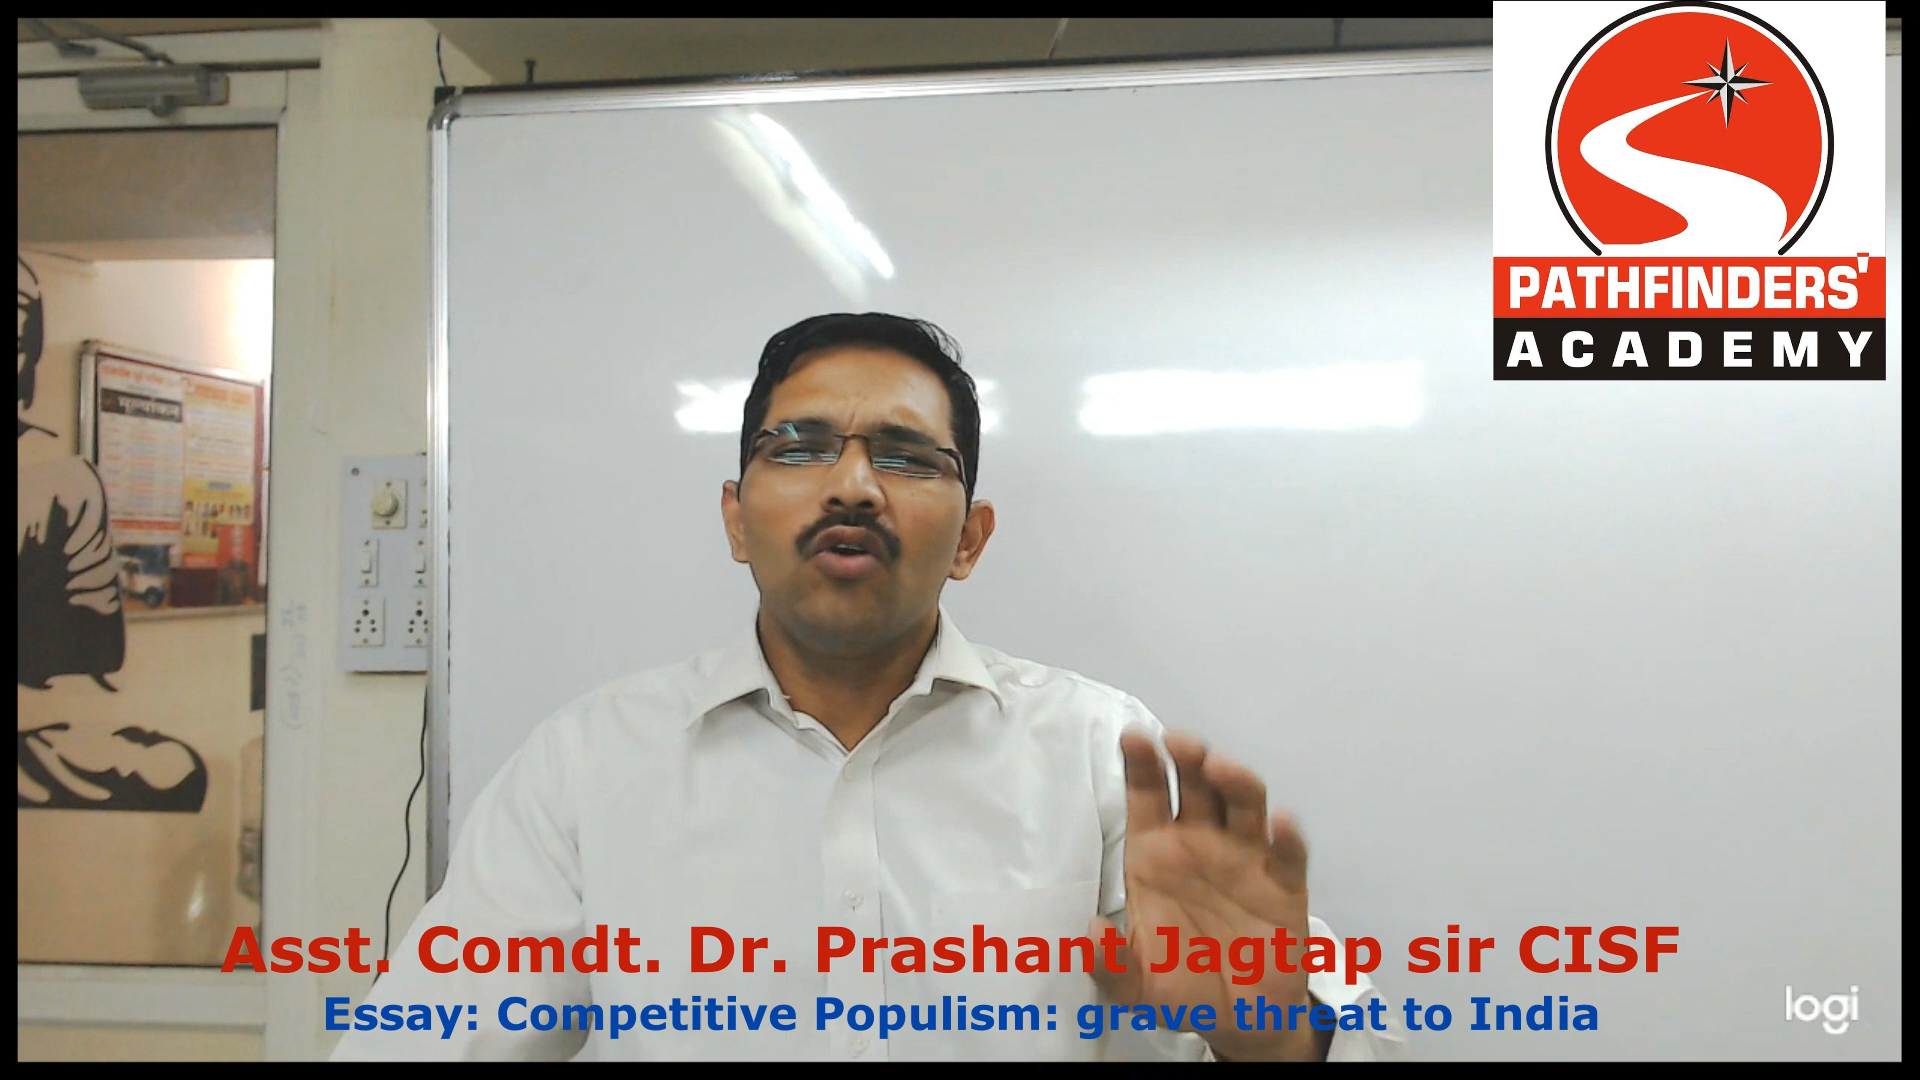 PATHFINDERS'
ACADEMY
Asst. Comdt. Dr. Prashant Jagtap sir CISF
Essay: Competitive Populism: grave threat to India
logi